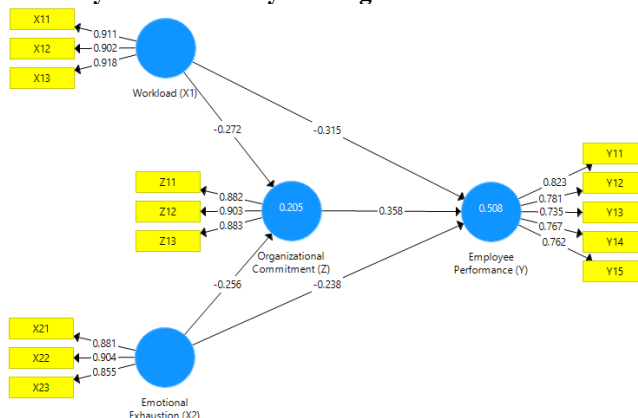 X11
X12
X13
0.911
0.902
0.918
Workload (X1)
-0.272
-0.315
Z11
Z12
Z13
0.882
0.903
0.883
0.205
Organizational
Commitment (Z)
0.358
0.508
Employee
Performance (Y)
0.823
0.781
0.735
0.767
0.762
Y11
Y12
Y13
Y14
Y15
-0.256
-0.238
X21
X22
X23
0.881
0.904
0.855
Emotional
Exhaustion (X2)